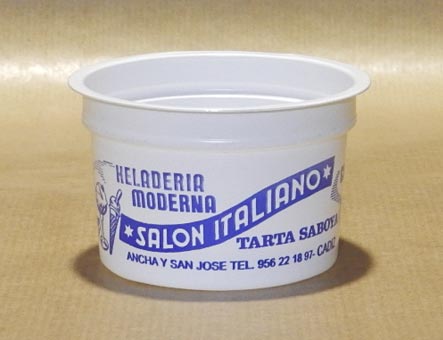 HELADERIA
MODERNA
SALON ITALIANO
TARTA SABOYA
ANCHA Y SAN JOSE TEL. 956 22 18 97- CADIZ